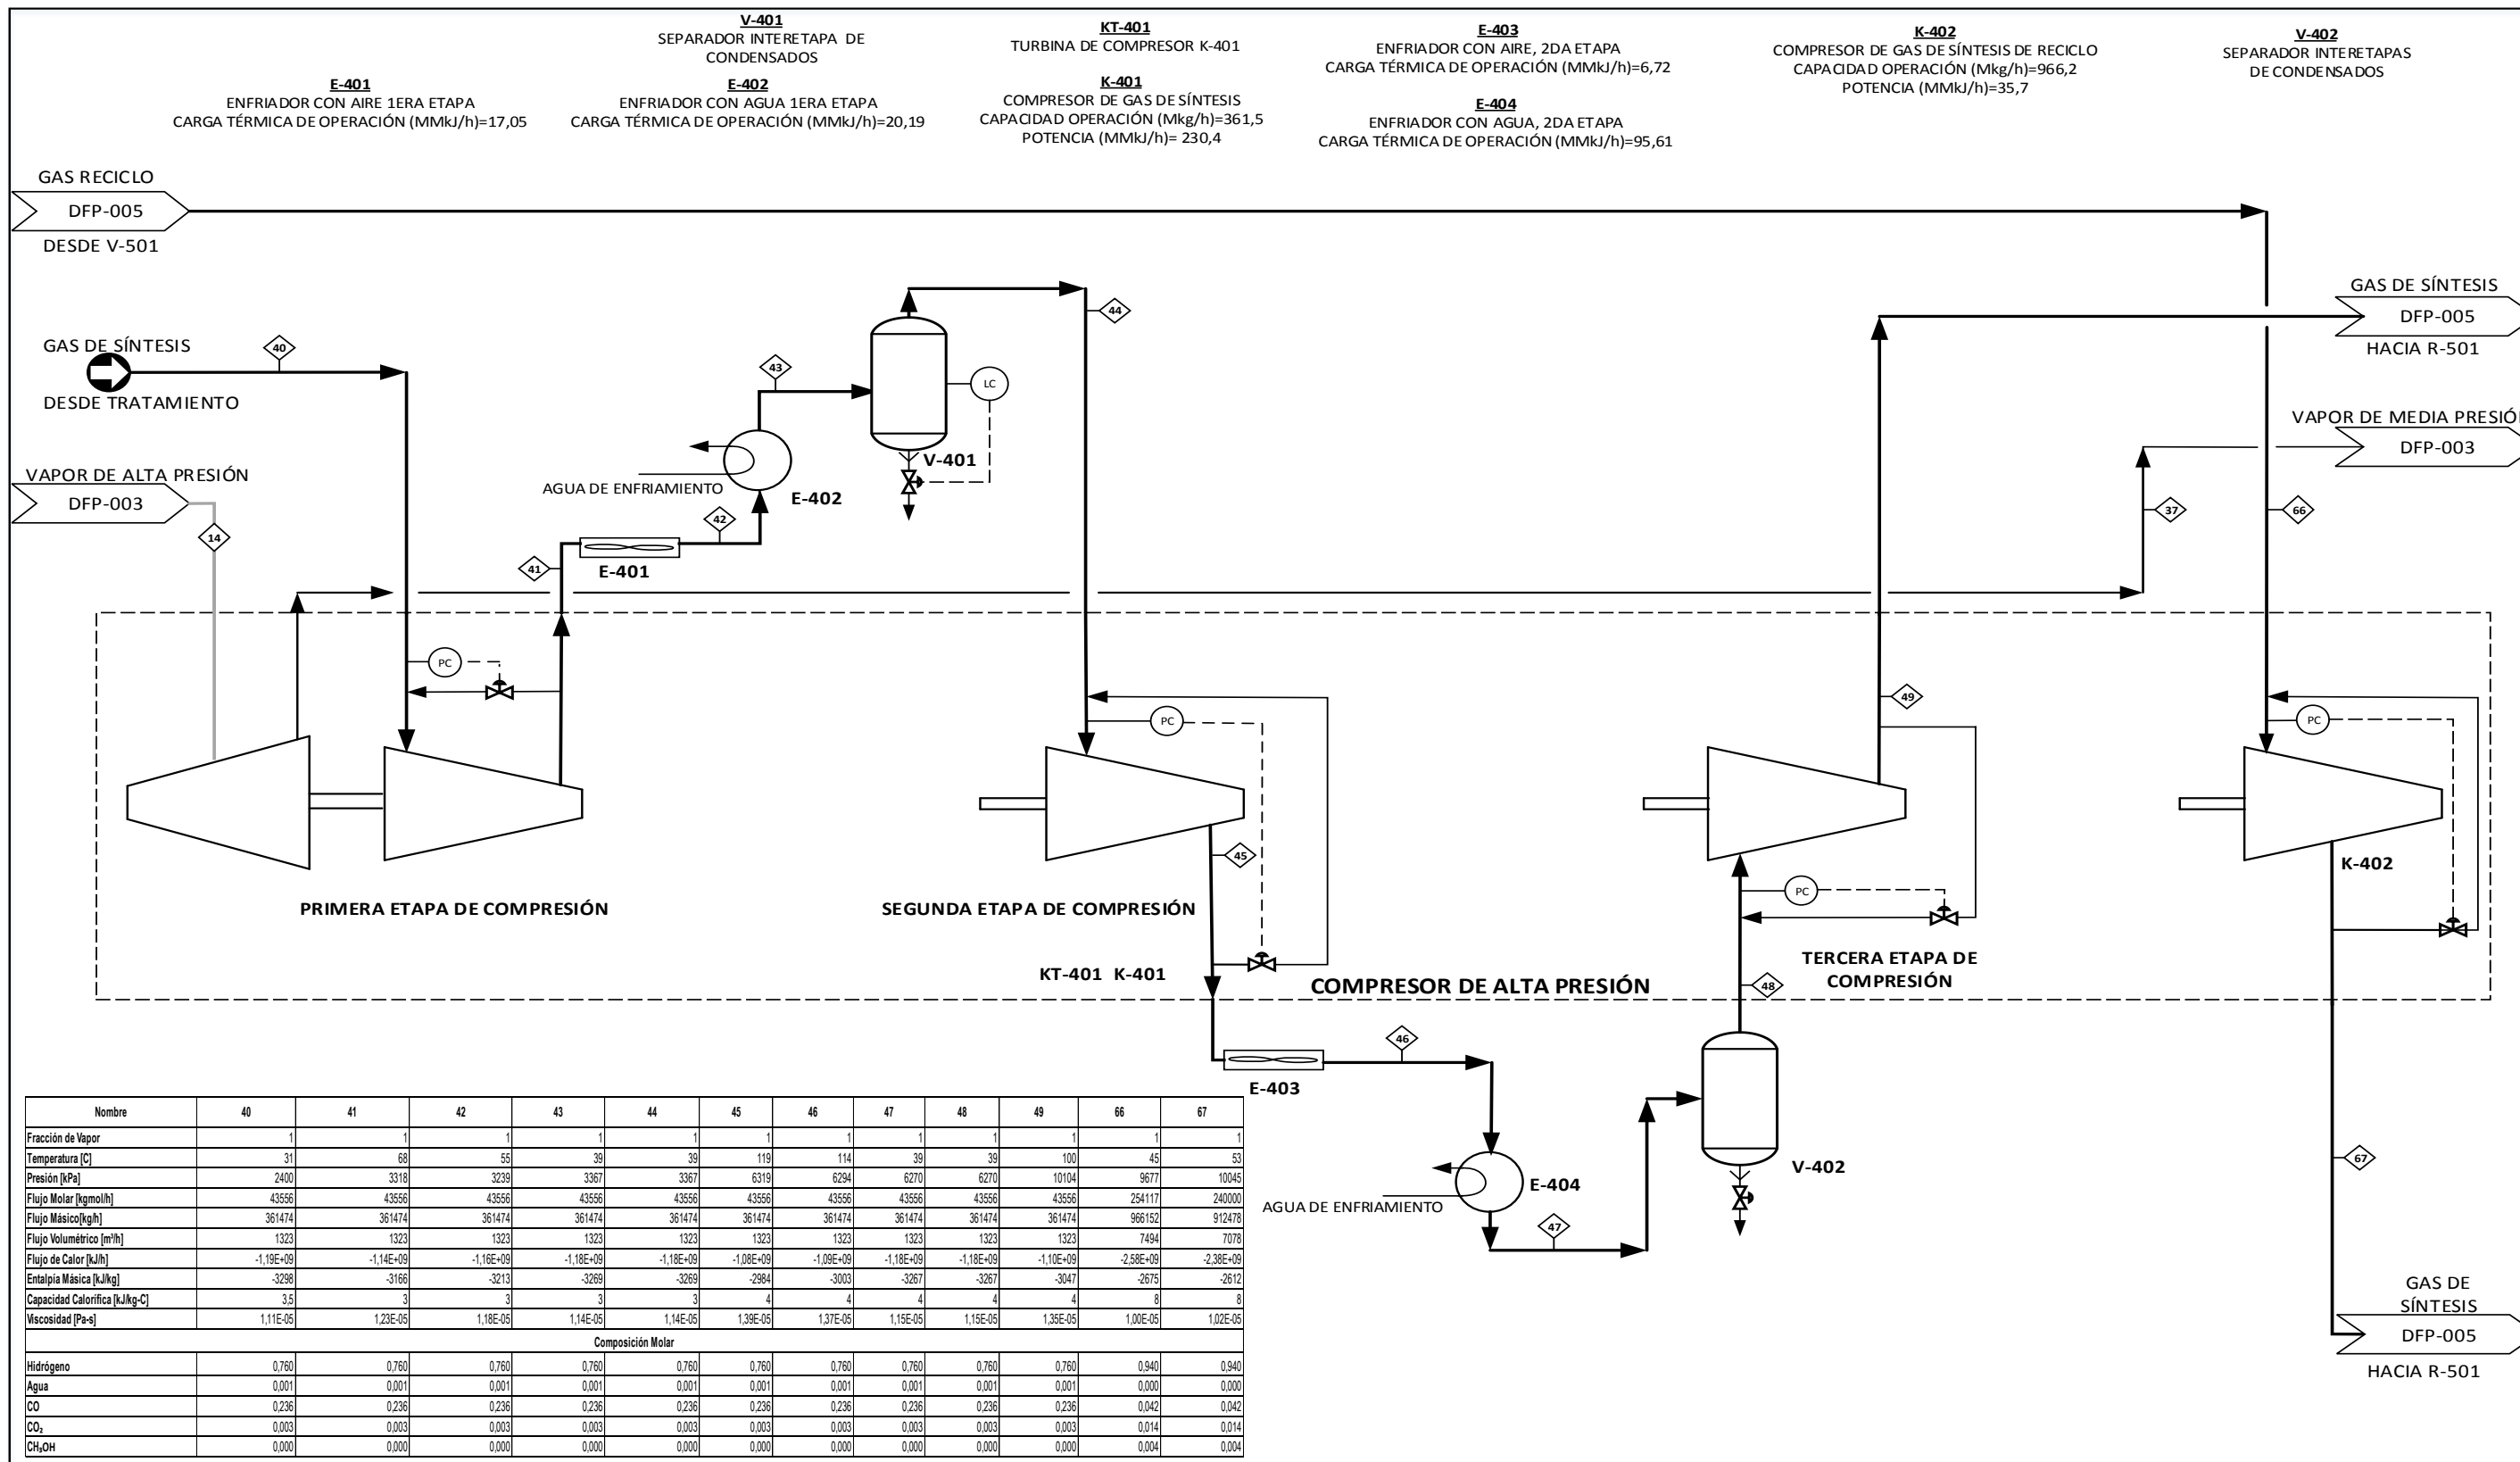 V-401
SEPARADOR INTERETAPA DE
CONDENSADOS
KT-401
TURBINA DE COMPRESOR K-401
E-403
ENFRIADOR CON AIRE, 2DA ETAPA
CARGA TÉRMICA DE OPERACIÓN (MMkJ/h)=6,72
K-402
COMPRESOR DE GAS DE SÍNTESIS DE RECICLO
CAPACIDAD OPERACIÓN (Mkg/h)=966,2
POTENCIA (MMkJ/h)=35,7
V-402
SEPARADOR INTERETAPAS
DE CONDENSADOS
E-401
ENFRIADOR CON AIRE 1ERA ETAPA
CARGA TÉRMICA DE OPERACIÓN (MMkJ/h)=17,05
E-402
ENFRIADOR CON AGUA 1ERA ETAPA
CARGA TÉRMICA DE OPERACIÓN (MMkJ/h)=20,19
K-401
COMPRESOR DE GAS DE SÍNTESIS
CAPACIDAD OPERACIÓN (Mkg/h)=361,5
POTENCIA (MMkJ/h)= 230,4
E-404
ENFRIADOR CON AGUA, 2DA ETAPA
CARGA TÉRMICA DE OPERACIÓN (MMkJ/h)=95,61
GAS RECICLO
DFP-005
DESDE V-501
GAS DE SÍNTESIS
DFP-005
HACIA R-501
44
40
GAS DE SÍNTESIS
DESDE TRATAMIENTO
43
LC
VAPOR DE MEDIA PRESIÓN
DFP-003
V-401
VAPOR DE ALTA PRESIÓN
DFP-003
AGUA DE ENFRIAMIENTO
E-402
14
42
37
66
41
E-401
PC
PC
49
PC
45
K-402
PC
PRIMERA ETAPA DE COMPRESIÓN
SEGUNDA ETAPA DE COMPRESIÓN
TERCERA ETAPA DE
COMPRESIÓN
KT-401 K-401
COMPRESOR DE ALTA PRESIÓN
48
46
E-403
V-402
E-404
AGUA DE ENFRIAMIENTO
47
67
GAS DE
SÍNTESIS
DFP-005
HACIA R-501
Nombre 40 41 42 43 44 45 46 47 48 49 66 67
Fracción de Vapor 1 1 1 1 1 1 1 1 1 1 1 1
Temperatura [C] 31 68 55 39 39 119 114 39 39 100 45 53
Presión [kPa] 2400 3318 3239 3367 3367 6319 6294 6270 6270 10104 9677 10045
Flujo Molar [kgmol/h] 43556 43556 43556 43556 43556 43556 43556 43556 43556 43556 254117 240000
Flujo Másico[kg/h] 361474 361474 361474 361474 361474 361474 361474 361474 361474 361474 966152 912478
Flujo Volumétrico [m³/h] 1323 1323 1323 1323 1323 1323 1323 1323 1323 1323 7494 7078
Flujo de Calor [kJ/h] -1,19E+09 -1,14E+09 -1,16E+09 -1,18E+09 -1,18E+09 -1,08E+09 -1,09E+09 -1,18E+09 -1,18E+09 -1,10E+09 -2,58E+09 -2,38E+09
Entalpía Másica [kJ/kg] -3298 -3166 -3213 -3269 -3269 -2984 -3003 -3267 -3267 -3047 -2675 -2612
Capacidad Calorífica [kJ/kg-C] 3,5 3 3 3 3 4 4 4 4 4 8 8
Viscosidad [Pa-s] 1,11E-05 1,23E-05 1,18E-05 1,14E-05 1,14E-05 1,39E-05 1,37E-05 1,15E-05 1,15E-05 1,35E-05 1,00E-05 1,02E-05
Composición Molar
Hidrógeno 0,760 0,760 0,760 0,760 0,760 0,760 0,760 0,760 0,760 0,760 0,940 0,940
Agua 0,001 0,001 0,001 0,001 0,001 0,001 0,001 0,001 0,001 0,001 0,000 0,000
CO 0,236 0,236 0,236 0,236 0,236 0,236 0,236 0,236 0,236 0,236 0,042 0,042
CO₂ 0,003 0,003 0,003 0,003 0,003 0,003 0,003 0,003 0,003 0,003 0,014 0,014
CH₃OH 0,000 0,000 0,000 0,000 0,000 0,000 0,000 0,000 0,000 0,000 0,004 0,004